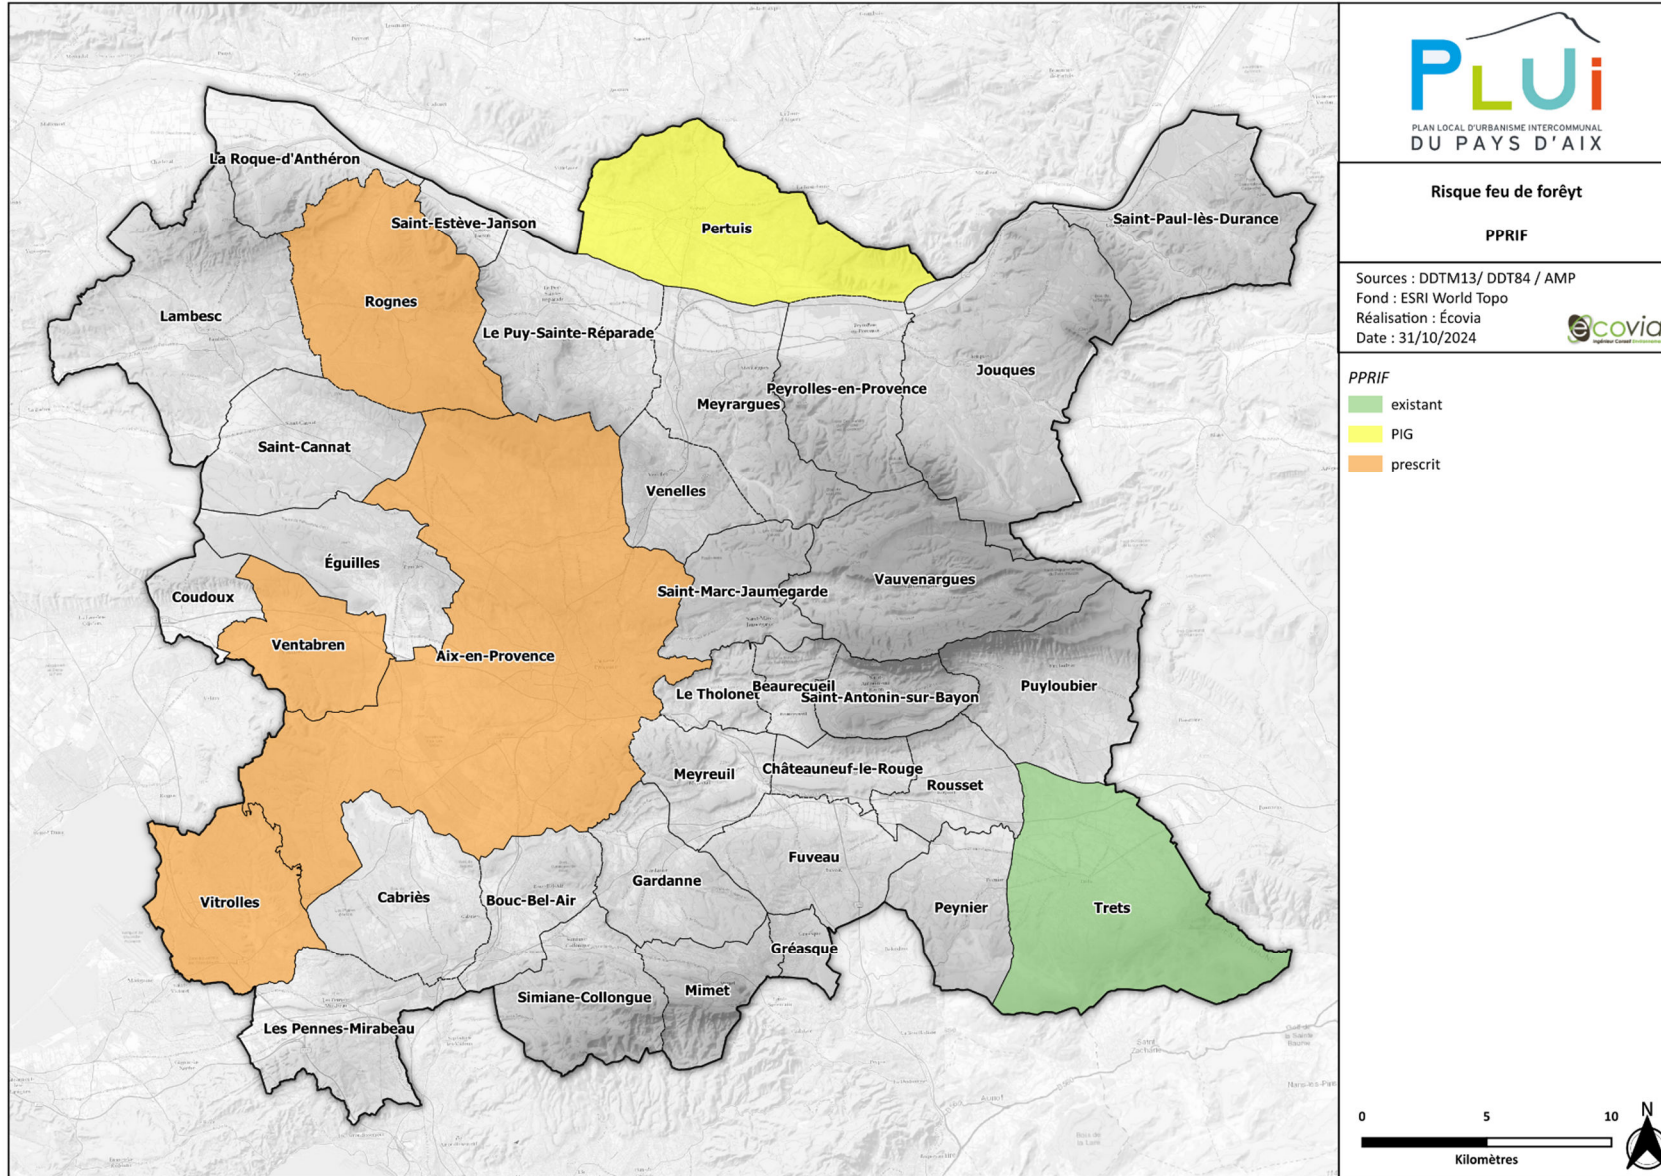 PLUi
PLAN LOCAL D'URBANISME INTERCOMMUNAL
DU PAYS D'AIX
Risque feu de forêyt
PPRIF
Sources : DDTM13/ DDT84 / AMP
Fond : ESRI World Topo
Réalisation : Écovia
Date : 31/10/2024
écovia
PPRIF
existant
PIG
prescrit
La Roque-d'Anthéron
Saint-Estève-Janson
Pertuis
Saint-Paul-lès-Durance
Lambesc
Rognes
Le Puy-Sainte-Réparade
Jouques
Peyrolles-en-Provence
Meyrargues
Saint-Cannat
Venelles
Éguilles
Vauvenargues
Coudoux
Saint-Marc-Jaumegarde
Ventabren
Aix-en-Provence
Le Tholonet
Beaurecueil
Saint-Antonin-sur-Bayon
Puyloubier
Meyreuil
Châteauneuf-le-Rouge
Rousset
Fuveau
Gardanne
Vitrolles
Cabriès
Bouc-Bel-Air
Peynier
Trets
Gréasque
Simiane-Collongue
Mimet
Les Pennes-Mirabeau
0 5 10
Kilomètres
N